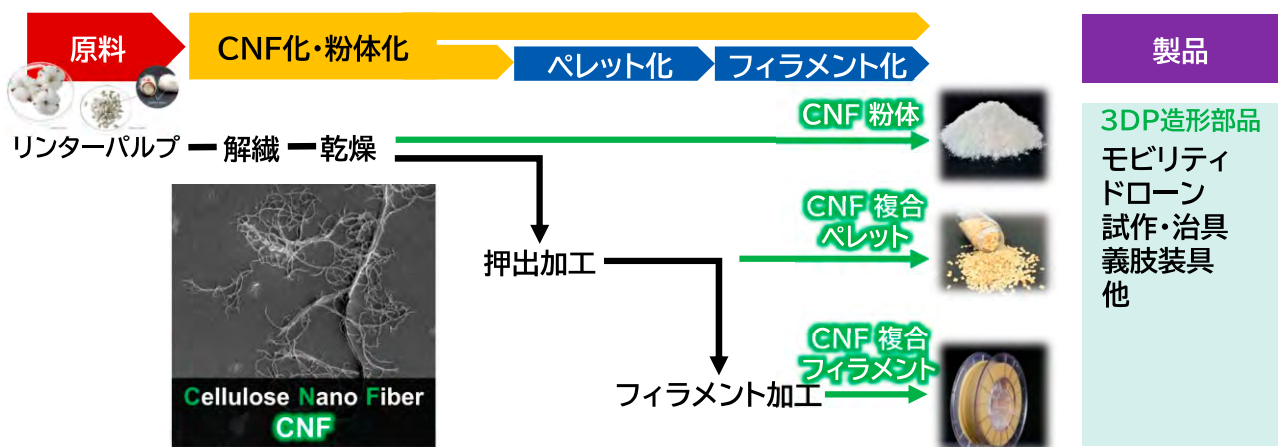 原料
CNF化・粉体化
ペレット化
フィラメント化
製品
リンターパルプ
解繊
乾燥
CNF 粉体
CNF 複合
ペレット
押出加工
CNF 複合
フィラメント
フィラメント加工
Cellulose Nano Fiber
CNF
3DP造形部品
モビリティ
ドローン
試作・治具
義肢装具
他